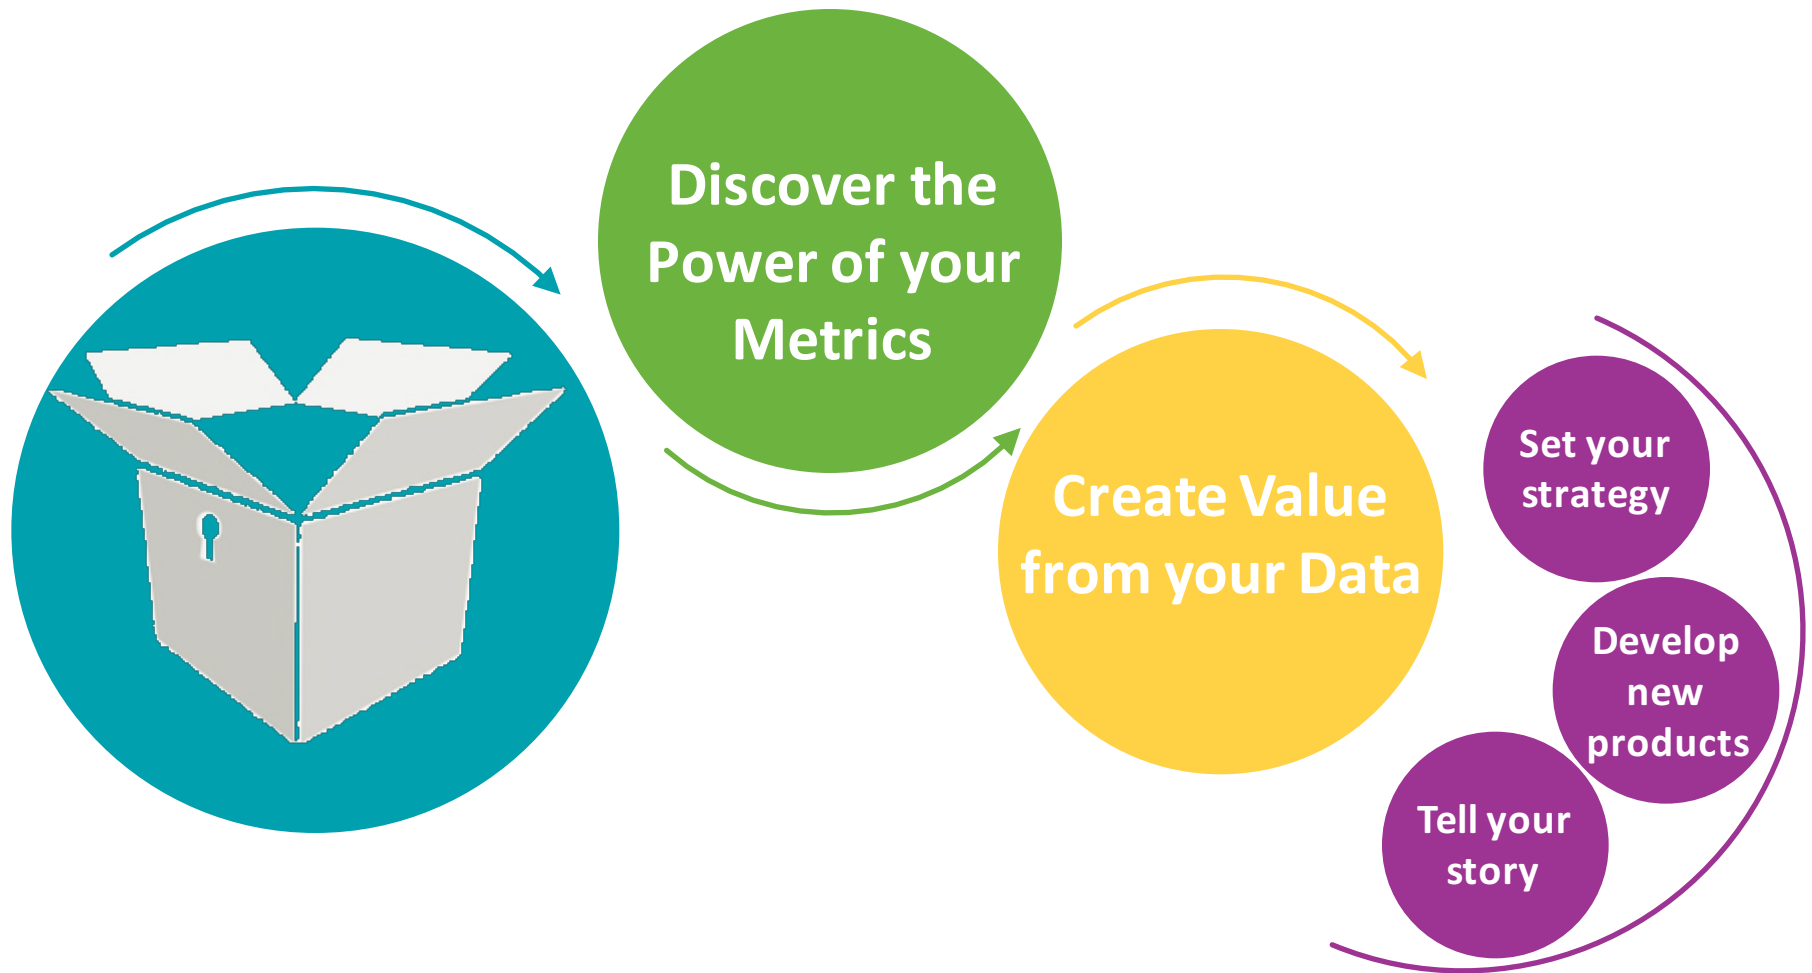 Discover the
Power of your
Metrics
Create Value
from your Data
Set your
strategy
Develop
new
products
Tell your
story